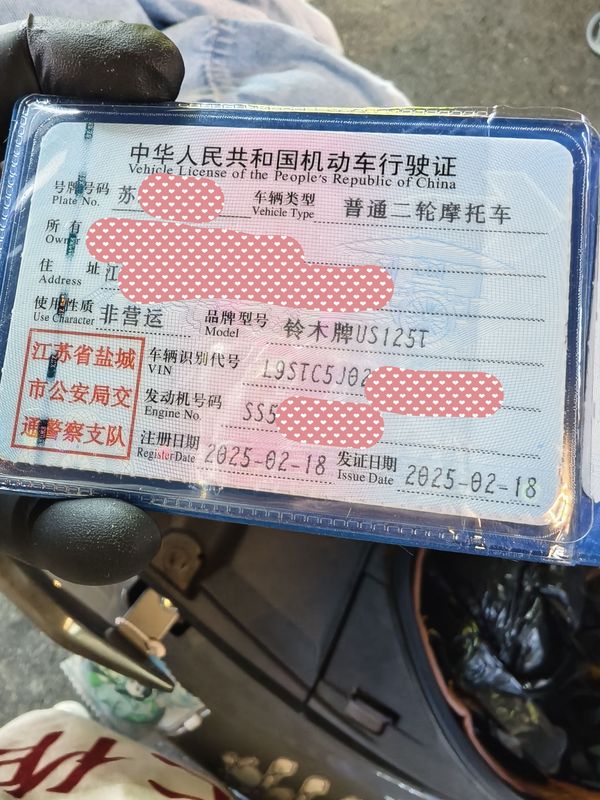 中华人民共和国机动车行驶证
Vehicle License of the People's Republic of China
号牌号码 苏 车辆类型 普通二轮摩托车
Plate No. Vehicle Type
所有
Owner
住 址 江
Address
使用性质 非营运 品牌型号 铃木牌US125T
Use Character Model
江苏省盐城
市公安局交
通警察支队
车辆识别代号 L9STC5J02
VIN
发动机号码 SS5
Engine No.
注册日期 2025-02-18 发证日期 2025-02-18
Register Date Issue Date